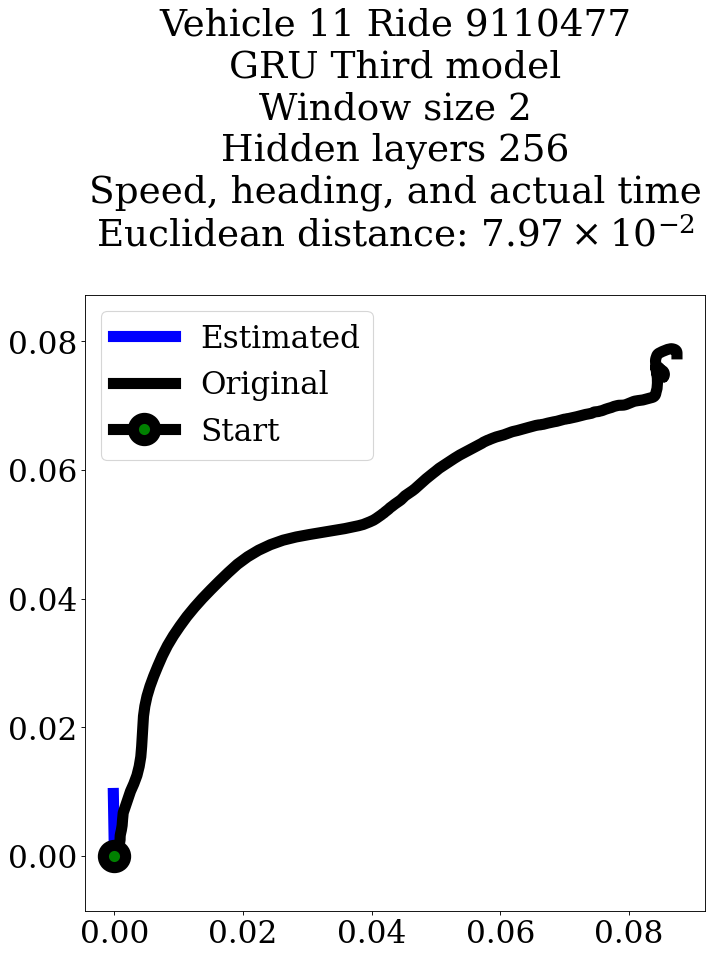 Vehicle 11 Ride 9110477
GRU Third model
Window size 2
Hidden layers 256
Speed, heading, and actual time
Euclidean distance: 7.97 × 10⁻²
Estimated
Original
Start
0.08
0.06
0.04
0.02
0.00
0.00 0.02 0.04 0.06 0.08